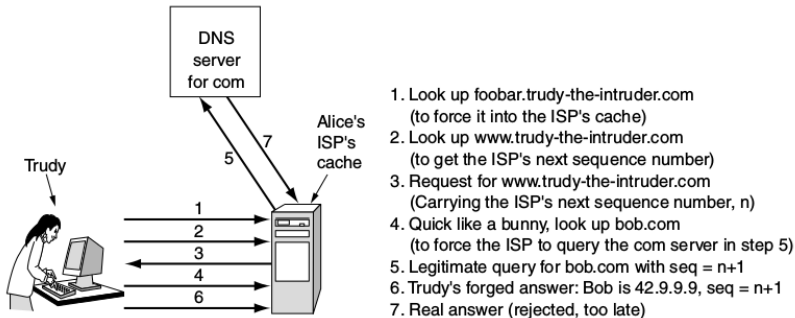 DNS
server
for com
Alice's
ISP's
cache
Trudy
5
7
1
2
3
4
6
1. Look up foobar.trudy-the-intruder.com
(to force it into the ISP's cache)
2. Look up www.trudy-the-intruder.com
(to get the ISP's next sequence number)
3. Request for www.trudy-the-intruder.com
(Carrying the ISP's next sequence number, n)
4. Quick like a bunny, look up bob.com
(to force the ISP to query the com server in step 5)
5. Legitimate query for bob.com with seq = n+1
6. Trudy's forged answer: Bob is 42.9.9.9, seq = n+1
7. Real answer (rejected, too late)